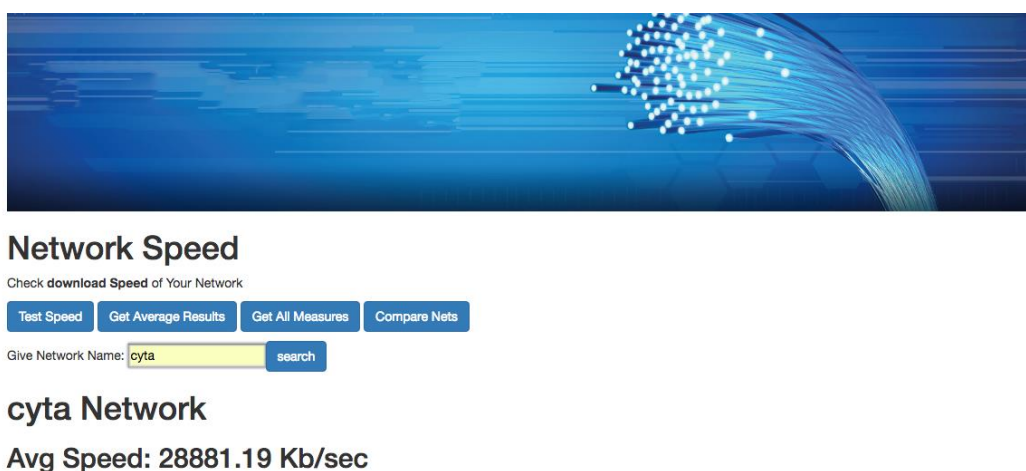 Network Speed
Check download Speed of Your Network
Test Speed Get Average Results Get All Measures Compare Nets
Give Network Name: cyta search
cyta Network
Avg Speed: 28881.19 Kb/sec